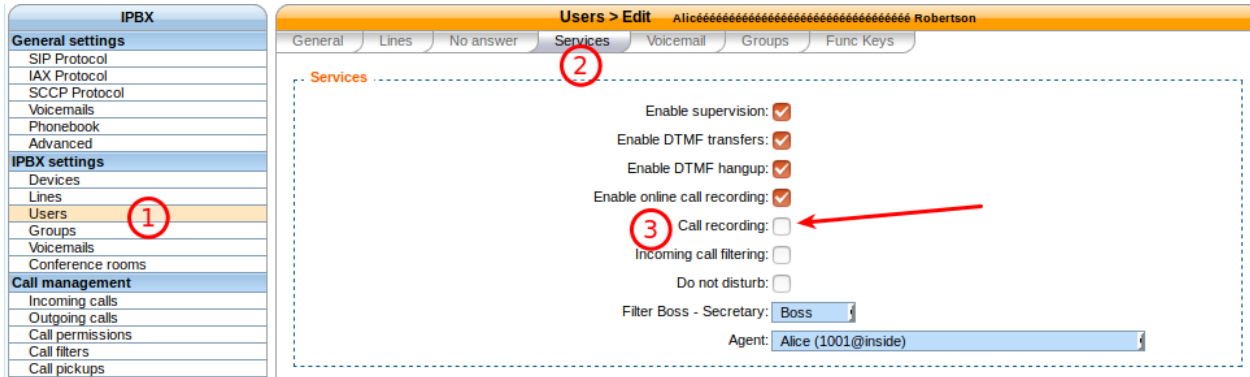 IPBX
General settings
SIP Protocol
IAX Protocol
SCCP Protocol
Voicemails
Phonebook
Advanced
IPBX settings
Devices
Lines
Users
Groups
Voicemails
Conference rooms
Call management
Incoming calls
Outgoing calls
Call permissions
Call filters
Call pickups
1
Users > Edit Alicééééééééééééééééééééééééééééééééé Robertson
General Lines No answer Services Voicemail Groups Func Keys
2
Services
Enable supervision:
Enable DTMF transfers:
Enable DTMF hangup:
Enable online call recording:
3 Call recording:
Incoming call filtering:
Do not disturb:
Filter Boss - Secretary: Boss
Agent: Alice (1001@inside)